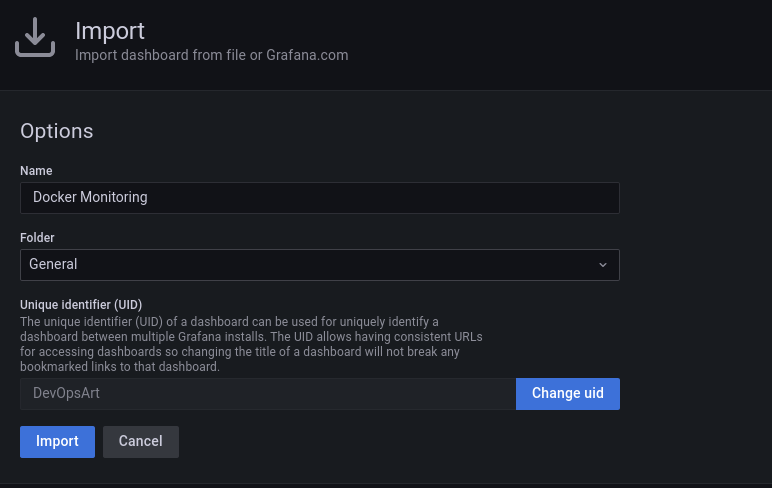 Import
Import dashboard from file or Grafana.com
Options
Name
Docker Monitoring
Folder
General
Unique identifier (UID)
The unique identifier (UID) of a dashboard can be used for uniquely identify a
dashboard between multiple Grafana installs. The UID allows having consistent URLs
for accessing dashboards so changing the title of a dashboard will not break any
bookmarked links to that dashboard.
DevOpsArt
Change uid
Import
Cancel